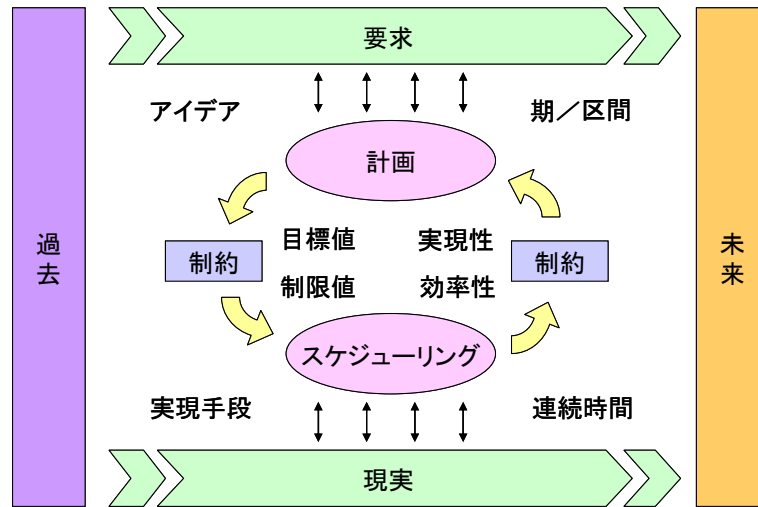 要求
アイデア
期／区間
計画
過去
目標値
実現性
未来
制約
制約
制限値
効率性
スケジューリング
実現手段
連続時間
現実